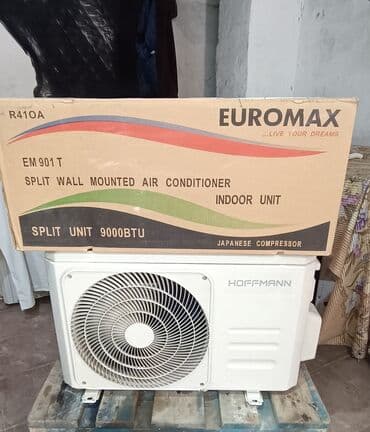 R410A
EUROMAX
...LIVE YOUR DREAMS
EM 901 T
SPLIT WALL MOUNTED AIR CONDITIONER
INDOOR UNIT
SPLIT UNIT 9000BTU
JAPANESE COMPRESSOR
HOFFMANN